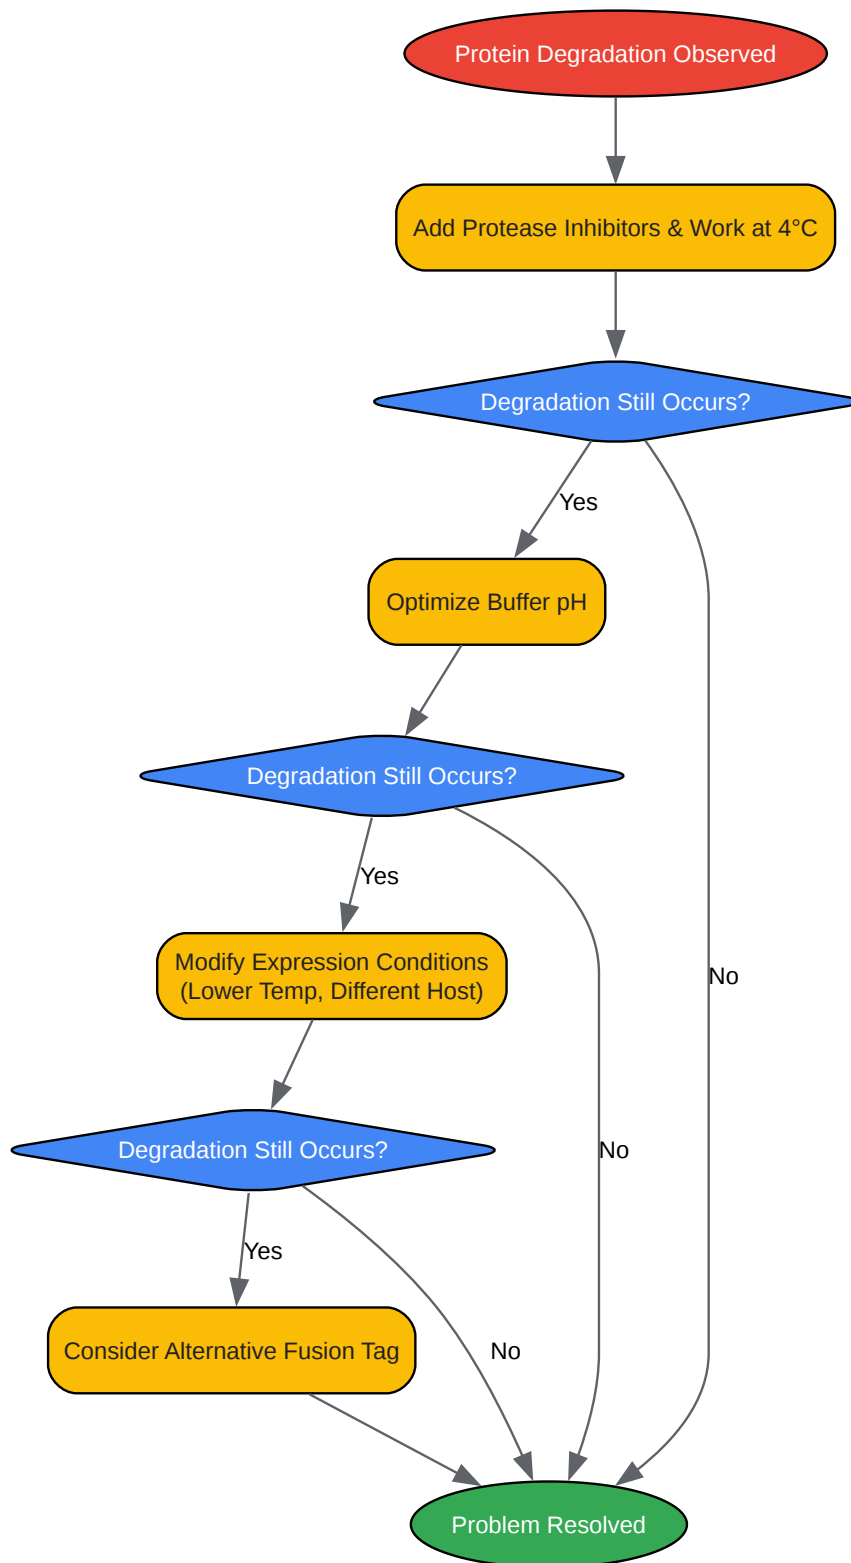 Protein Degradation Observed
Add Protease Inhibitors & Work at 4°C
Degradation Still Occurs?
Yes
Optimize Buffer pH
Degradation Still Occurs?
Yes
Modify Expression Conditions
(Lower Temp, Different Host)
No
Degradation Still Occurs?
No
Yes
Consider Alternative Fusion Tag
No
Problem Resolved